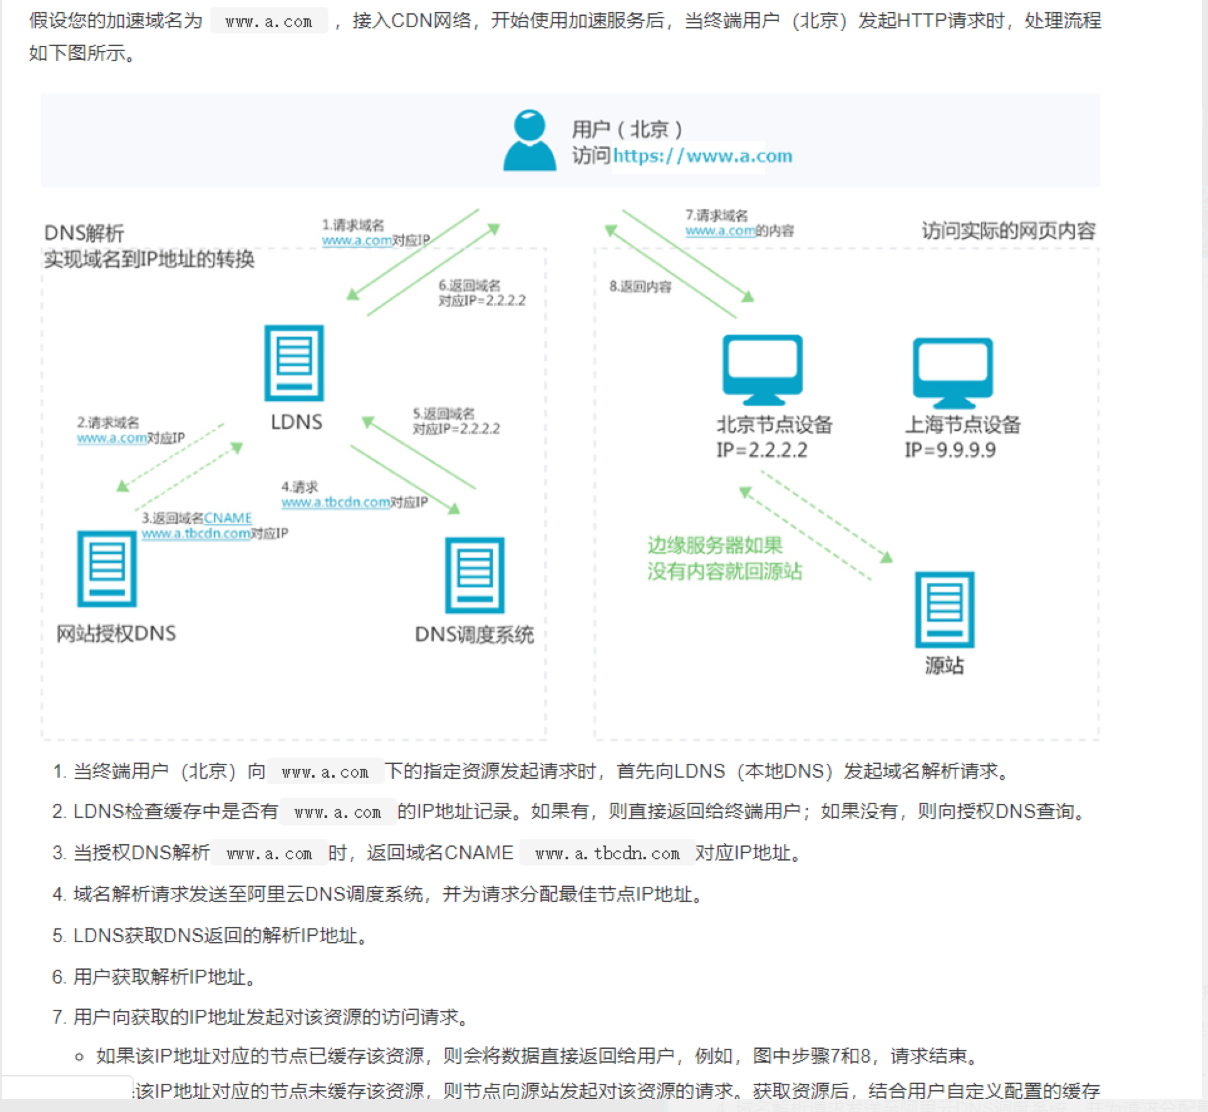 假设您的加速域名为 www.a.com ，接入CDN网络，开始使用加速服务后，当终端用户（北京）发起HTTP请求时，处理流程
如下图所示。
用户（北京）
访问https://www.a.com
DNS解析
实现域名到IP地址的转换
1.请求域名
www.a.com对应IP
6.返回域名
对应IP=2.2.2.2
LDNS
2.请求域名
www.a.com对应IP
5.返回域名
对应IP=2.2.2.2
4.请求
www.a.tbcdn.com对应IP
3.返回域名CNAME
www.a.tbcdn.com对应IP
网站授权DNS
DNS调度系统
7.请求域名
www.a.com的内容
访问实际的网页内容
8.返回内容
北京节点设备
IP=2.2.2.2
上海节点设备
IP=9.9.9.9
边缘服务器如果
没有内容就回源站
源站
1. 当终端用户（北京）向 www.a.com 下的指定资源发起请求时，首先向LDNS（本地DNS）发起域名解析请求。
2. LDNS检查缓存中是否有 www.a.com 的IP地址记录。如果有，则直接返回给终端用户；如果没有，则向授权DNS查询。
3. 当授权DNS解析 www.a.com 时，返回域名CNAME www.a.tbcdn.com 对应IP地址。
4. 域名解析请求发送至阿里云DNS调度系统，并为请求分配最佳节点IP地址。
5. LDNS获取DNS返回的解析IP地址。
6. 用户获取解析IP地址。
7. 用户向获取的IP地址发起对该资源的访问请求。
如果该IP地址对应的节点已缓存该资源，则会将数据直接返回给用户，例如，图中步骤7和8，请求结束。
该IP地址对应的节点未缓存该资源，则节点向源站发起对该资源的请求。获取资源后，结合用户自定义配置的缓存